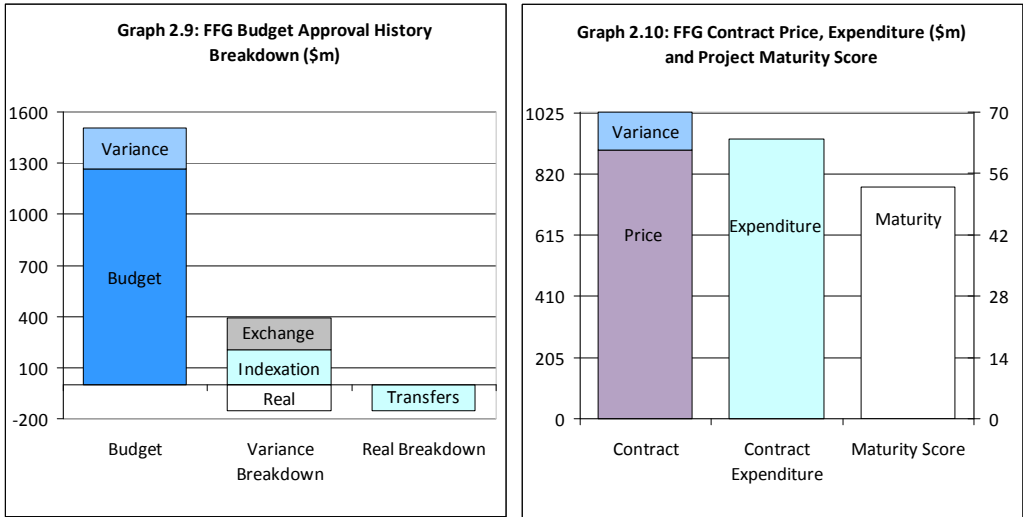 Graph 2.9: FFG Budget Approval History
Breakdown ($m)
1600
1300
1000
700
400
100
-200
Variance
Budget
Exchange
Indexation
Real
Transfers
Budget
Variance
Breakdown
Real Breakdown
Graph 2.10: FFG Contract Price, Expenditure ($m)
and Project Maturity Score
1025
820
615
410
205
0
Variance
Price
Expenditure
Maturity
70
56
42
28
14
0
Contract
Contract
Expenditure
Maturity Score